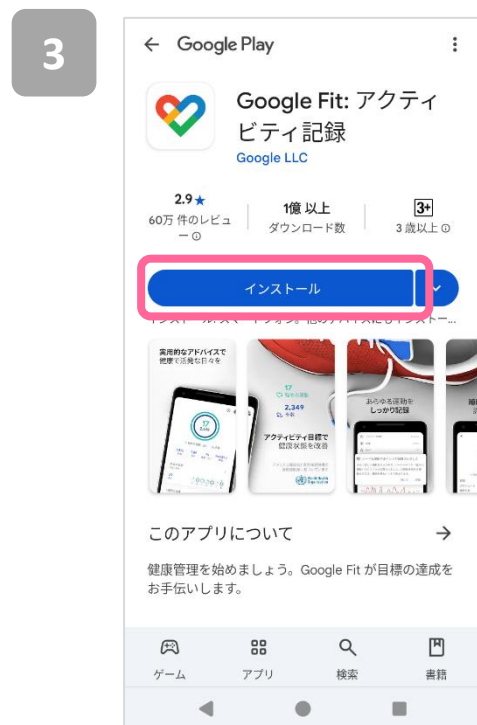 3
Google Play
Google Fit: アクティ
ビティ記録
Google LLC
2.9★
60万 件のレビュ
ー
1億 以上
ダウンロード数
3+
3 歳以上
インストール
実用的なアドバイスで
健康で活発な日々を
17
2,349
アクティビティ目標で
健康状態を改善
あらゆる運動を
しっかり記録
このアプリについて
健康管理を始めましょう。Google Fit が目標の達成を
お手伝いします。
ゲーム
アプリ
検索
書籍